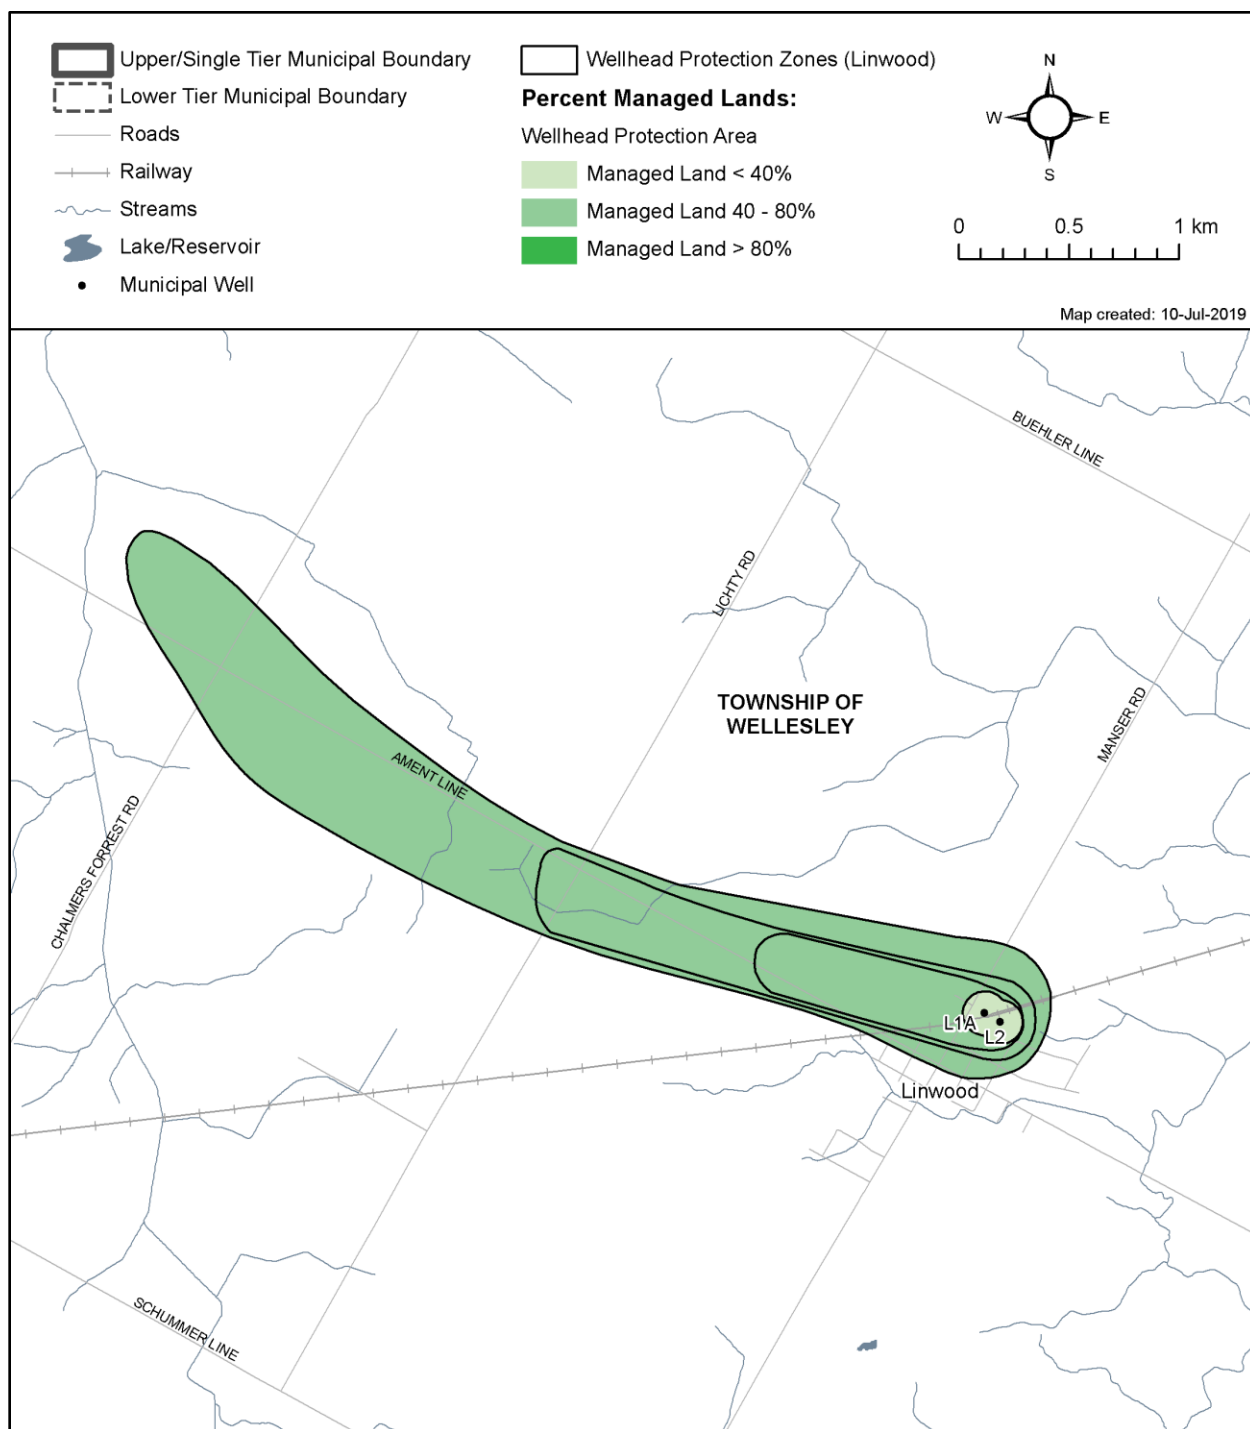 Upper/Single Tier Municipal Boundary
Lower Tier Municipal Boundary
Roads
Railway
Streams
Lake/Reservoir
Municipal Well
Wellhead Protection Zones (Linwood)
Percent Managed Lands:
Wellhead Protection Area
Managed Land < 40%
Managed Land 40 - 80%
Managed Land > 80%
N
W E
S
0 0.5 1 km
Map created: 10-Jul-2019
BUEHLER LINE
LICHTY RD
TOWNSHIP OF
WELLESLEY
MANSER RD
AMENT LINE
CHALMERS FORREST RD
L1A
L2
Linwood
SCHUMMER LINE